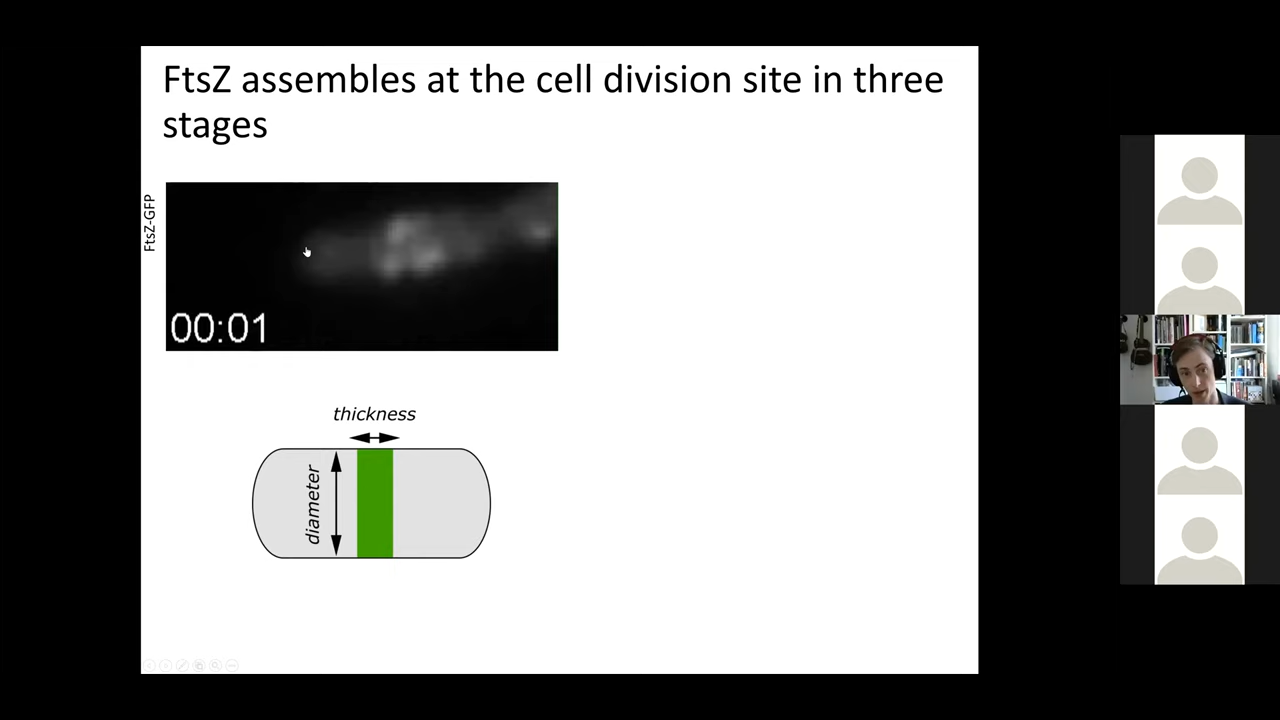 FtsZ assembles at the cell division site in three
stages
FtsZ-GFP
00:01
thickness
diameter